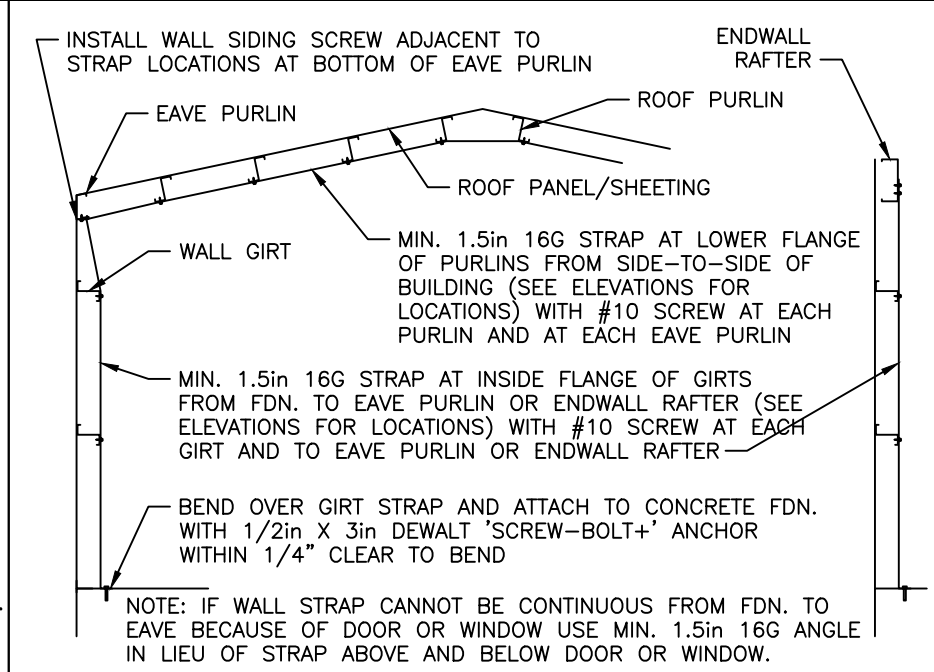 INSTALL WALL SIDING SCREW ADJACENT TO
STRAP LOCATIONS AT BOTTOM OF EAVE PURLIN
ENDWALL
RAFTER
EAVE PURLIN
ROOF PURLIN
ROOF PANEL/SHEETING
WALL GIRT
MIN. 1.5in 16G STRAP AT LOWER FLANGE
OF PURLINS FROM SIDE-TO-SIDE OF
BUILDING (SEE ELEVATIONS FOR
LOCATIONS) WITH #10 SCREW AT EACH
PURLIN AND AT EACH EAVE PURLIN
MIN. 1.5in 16G STRAP AT INSIDE FLANGE OF GIRTS
FROM FDN. TO EAVE PURLIN OR ENDWALL RAFTER (SEE
ELEVATIONS FOR LOCATIONS) WITH #10 SCREW AT EACH
GIRT AND TO EAVE PURLIN OR ENDWALL RAFTER
BEND OVER GIRT STRAP AND ATTACH TO CONCRETE FDN.
WITH 1/2in X 3in DEWALT 'SCREW-BOLT+' ANCHOR
WITHIN 1/4" CLEAR TO BEND
NOTE: IF WALL STRAP CANNOT BE CONTINUOUS FROM FDN. TO
EAVE BECAUSE OF DOOR OR WINDOW USE MIN. 1.5in 16G ANGLE
IN LIEU OF STRAP ABOVE AND BELOW DOOR OR WINDOW.